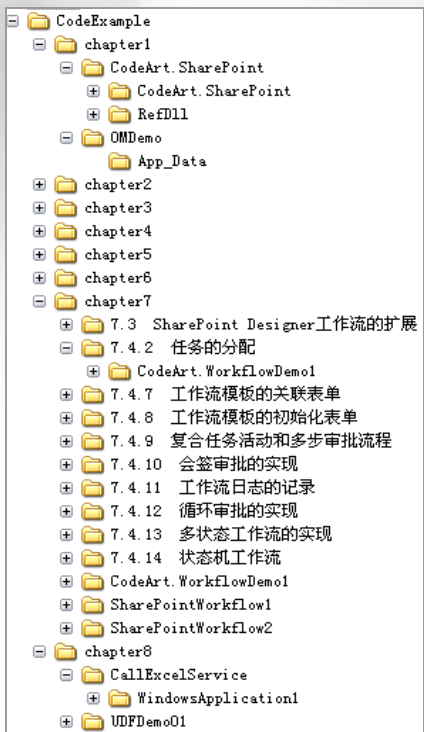 CodeExample
chapter1
CodeArt.SharePoint
CodeArt.SharePoint
RefDll
OMDemo
App_Data
chapter2
chapter3
chapter4
chapter5
chapter6
chapter7
7.3 SharePoint Designer工作流的扩展
7.4.2 任务的分配
CodeArt.WorkflowDemo1
7.4.7 工作流模板的关联表单
7.4.8 工作流模板的初始化表单
7.4.9 复合任务活动和多步审批流程
7.4.10 会签审批的实现
7.4.11 工作流日志的记录
7.4.12 循环审批的实现
7.4.13 多状态工作流的实现
7.4.14 状态机工作流
CodeArt.WorkflowDemo1
SharePointWorkflow1
SharePointWorkflow2
chapter8
CallExcelService
WindowsApplication1
UDFDemo01